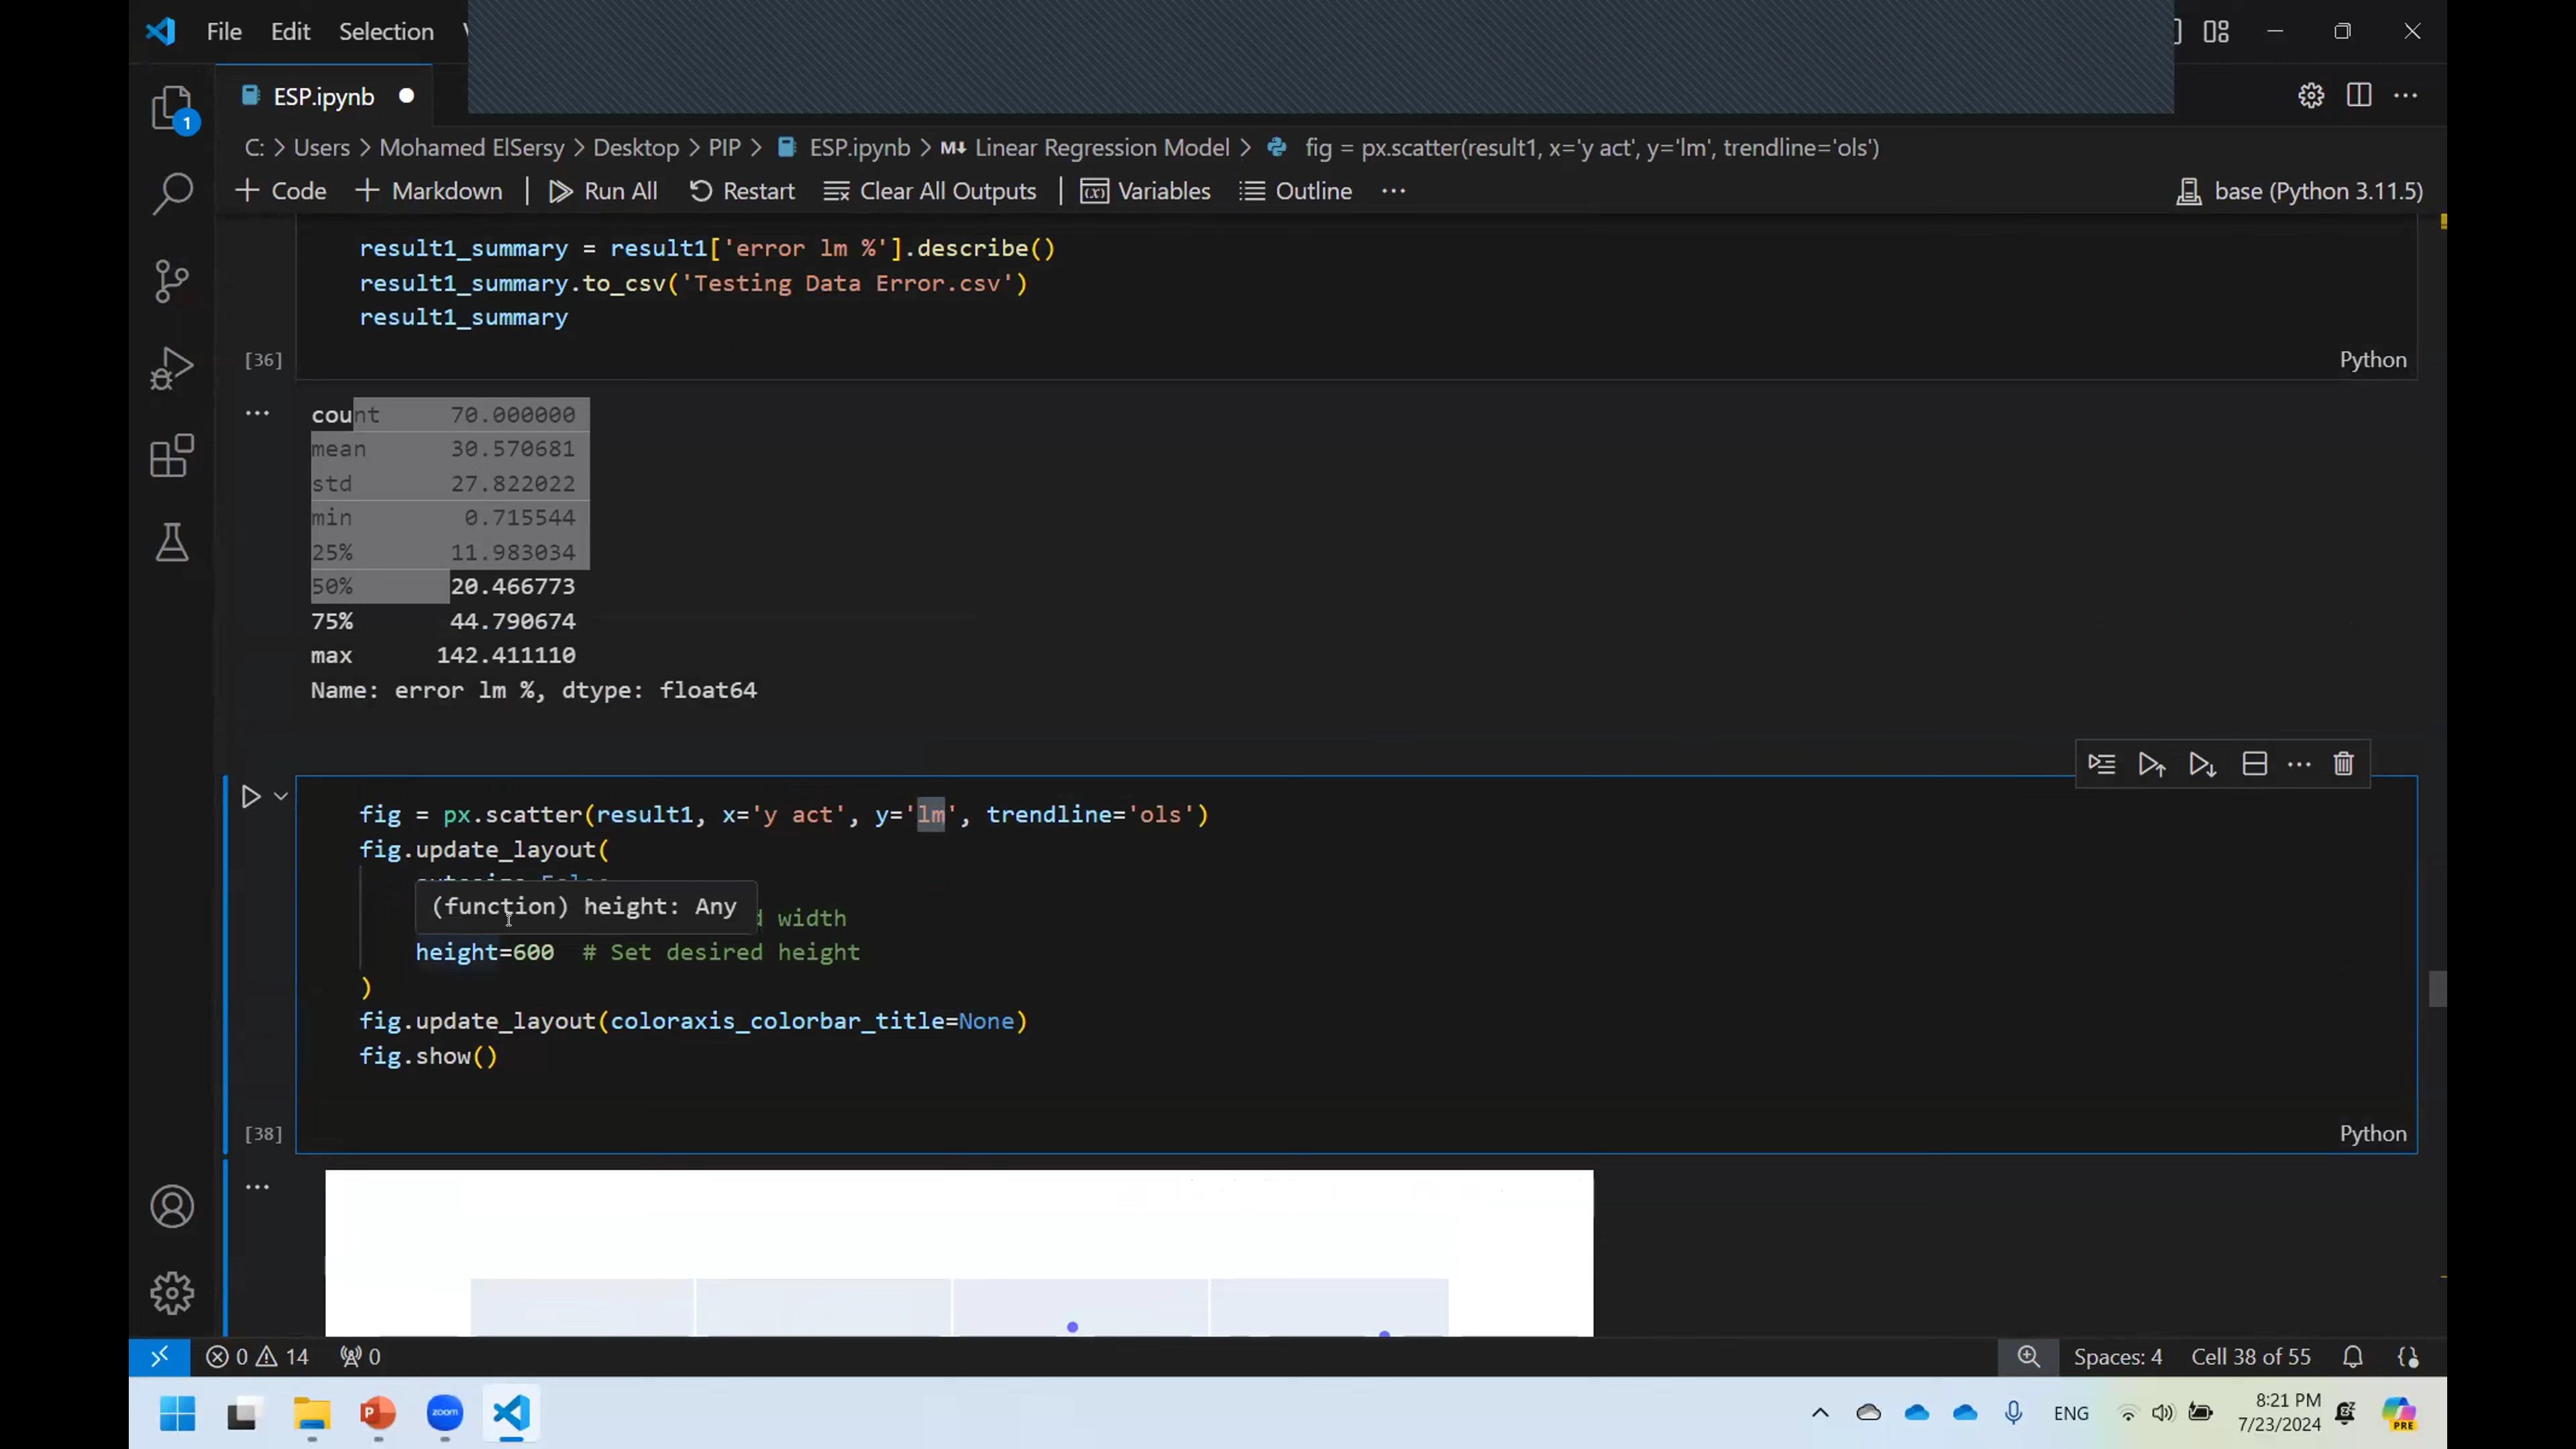 File Edit Selection
ESP.ipynb
1
C: > Users > Mohamed ElSersy > Desktop > PIP > ESP.ipynb > M↓ Linear Regression Model > fig = px.scatter(result1, x='y act', y='lm', trendline='ols')
+ Code + Markdown | Run All Restart Clear All Outputs | Variables Outline ...
base (Python 3.11.5)
result1_summary = result1['error lm %'].describe()
result1_summary.to_csv('Testing Data Error.csv')
result1_summary
[36]
Python
count 70.000000
mean 30.570681
std 27.822022
min 0.715544
25% 11.983034
50% 20.466773
75% 44.790674
max 142.411110
Name: error lm %, dtype: float64
fig = px.scatter(result1, x='y act', y='lm', trendline='ols')
fig.update_layout(
(function) height: Any
width
height=600 # Set desired height
)
fig.update_layout(coloraxis_colorbar_title=None)
fig.show()
[38]
Python
0 14 0
Spaces: 4 Cell 38 of 55
zoom
ENG
8:21 PM
7/23/2024
PRE